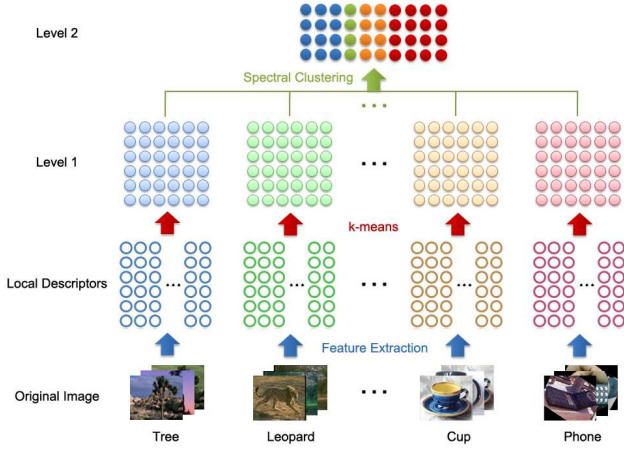 Level 2
Spectral Clustering
...
Level 1
...
k-means
Local Descriptors
... ... ... ... ...
Feature Extraction
Original Image
...
Tree Leopard Cup Phone